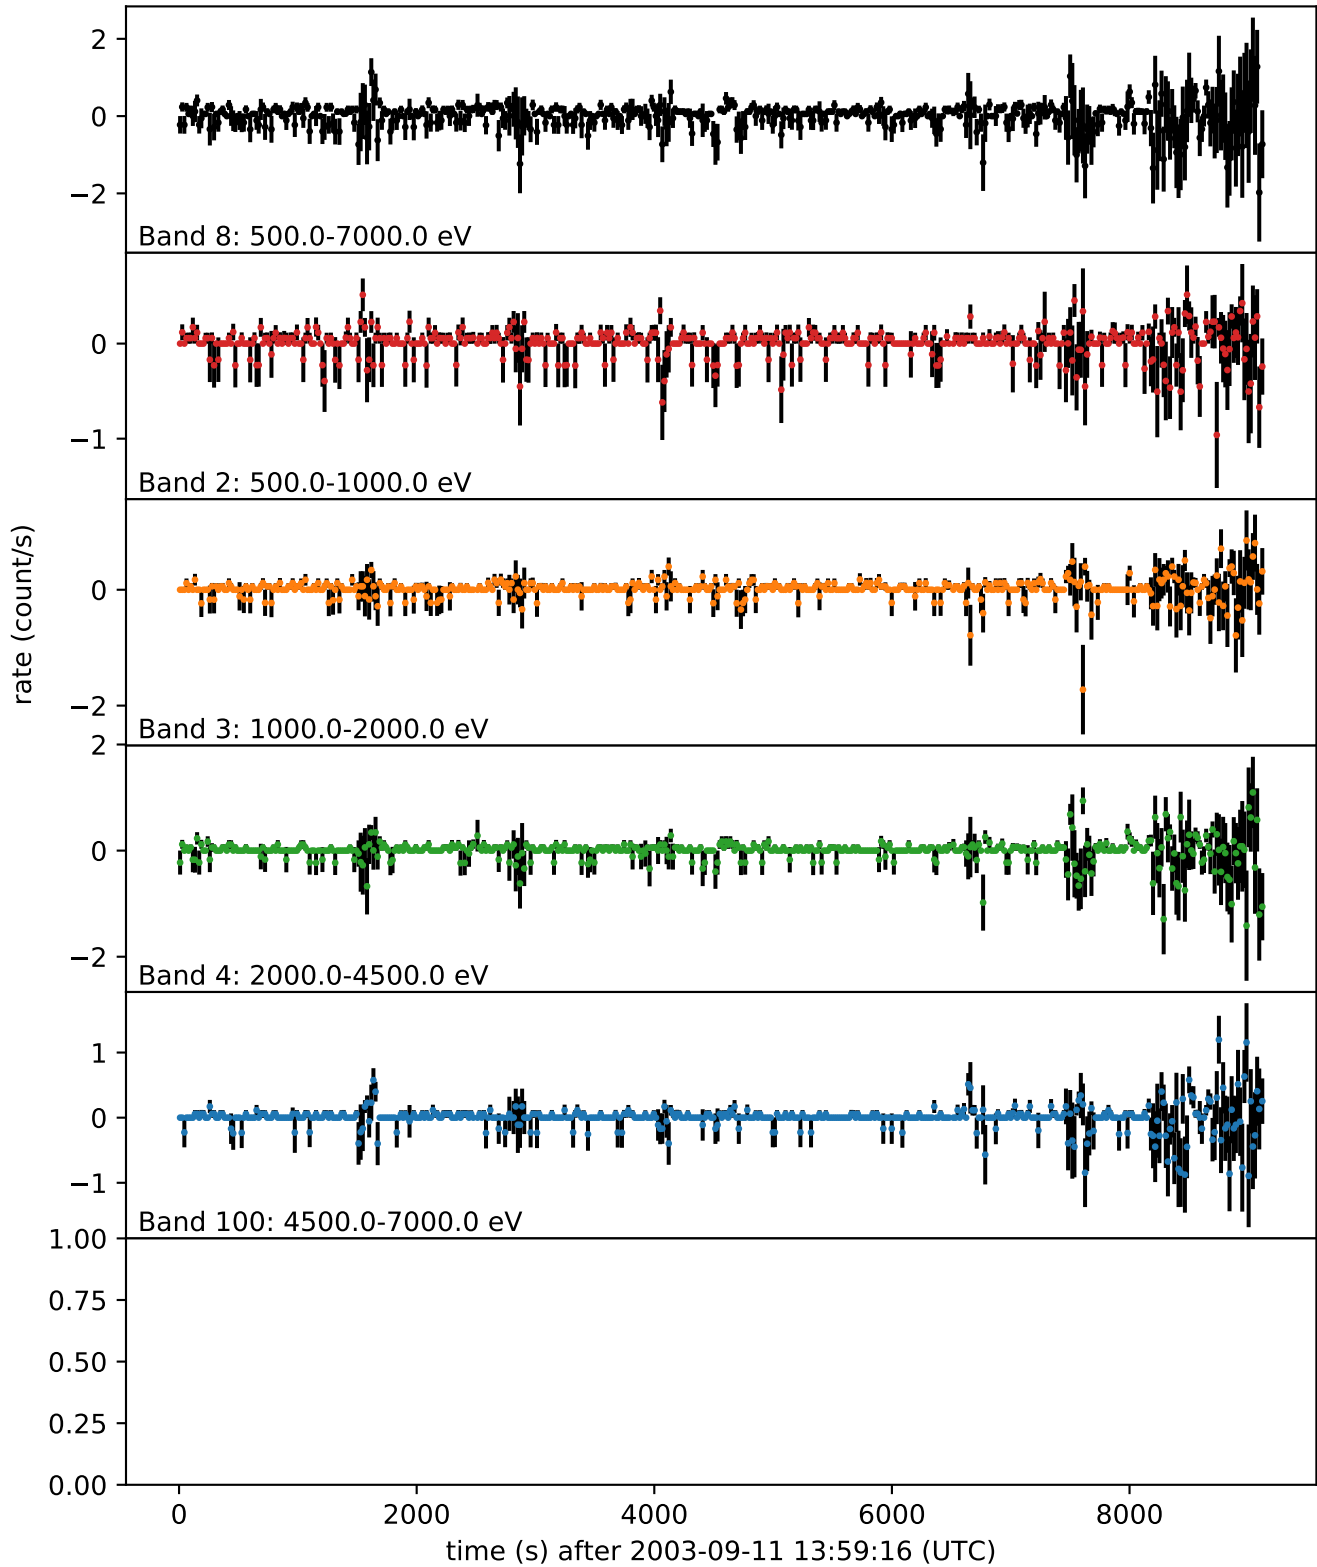 2
0
−2
Band 8: 500.0-7000.0 eV
0
−1
Band 2: 500.0-1000.0 eV
0
−2
Band 3: 1000.0-2000.0 eV
2
0
−2
Band 4: 2000.0-4500.0 eV
1
0
−1
Band 100: 4500.0-7000.0 eV
1.00
0.75
0.50
0.25
0.00
rate (count/s)
0 2000 4000 6000 8000
time (s) after 2003-09-11 13:59:16 (UTC)